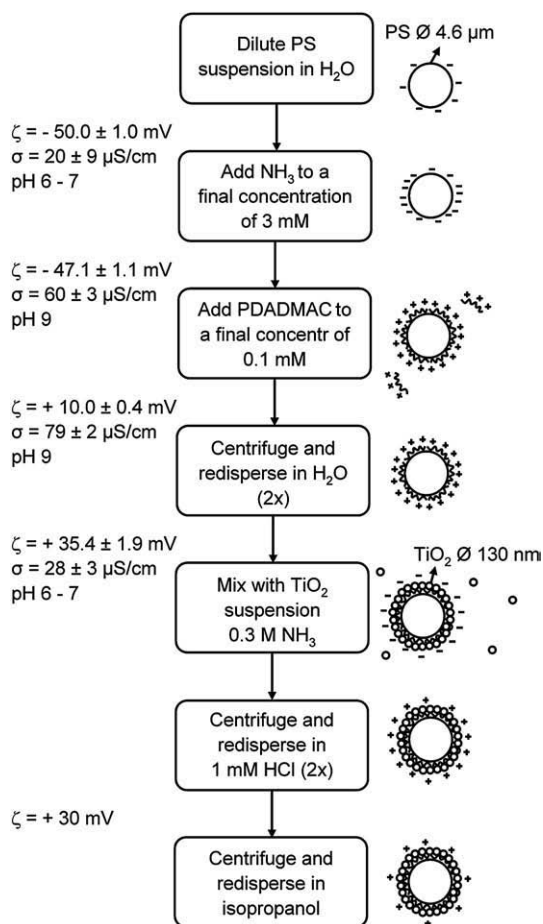 Dilute PS
suspension in H₂O
PS Ø 4.6 µm
ζ = - 50.0 ± 1.0 mV
σ = 20 ± 9 µS/cm
pH 6 - 7
Add NH₃ to a
final concentration
of 3 mM
ζ = - 47.1 ± 1.1 mV
σ = 60 ± 3 µS/cm
pH 9
Add PDADMAC to
a final concentr of
0.1 mM
ζ = + 10.0 ± 0.4 mV
σ = 79 ± 2 µS/cm
pH 9
Centrifuge and
redisperse in H₂O
(2x)
ζ = + 35.4 ± 1.9 mV
σ = 28 ± 3 µS/cm
pH 6 - 7
Mix with TiO₂
suspension
0.3 M NH₃
TiO₂ Ø 130 nm
Centrifuge and
redisperse in
1 mM HCl (2x)
ζ = + 30 mV
Centrifuge and
redisperse in
isopropanol